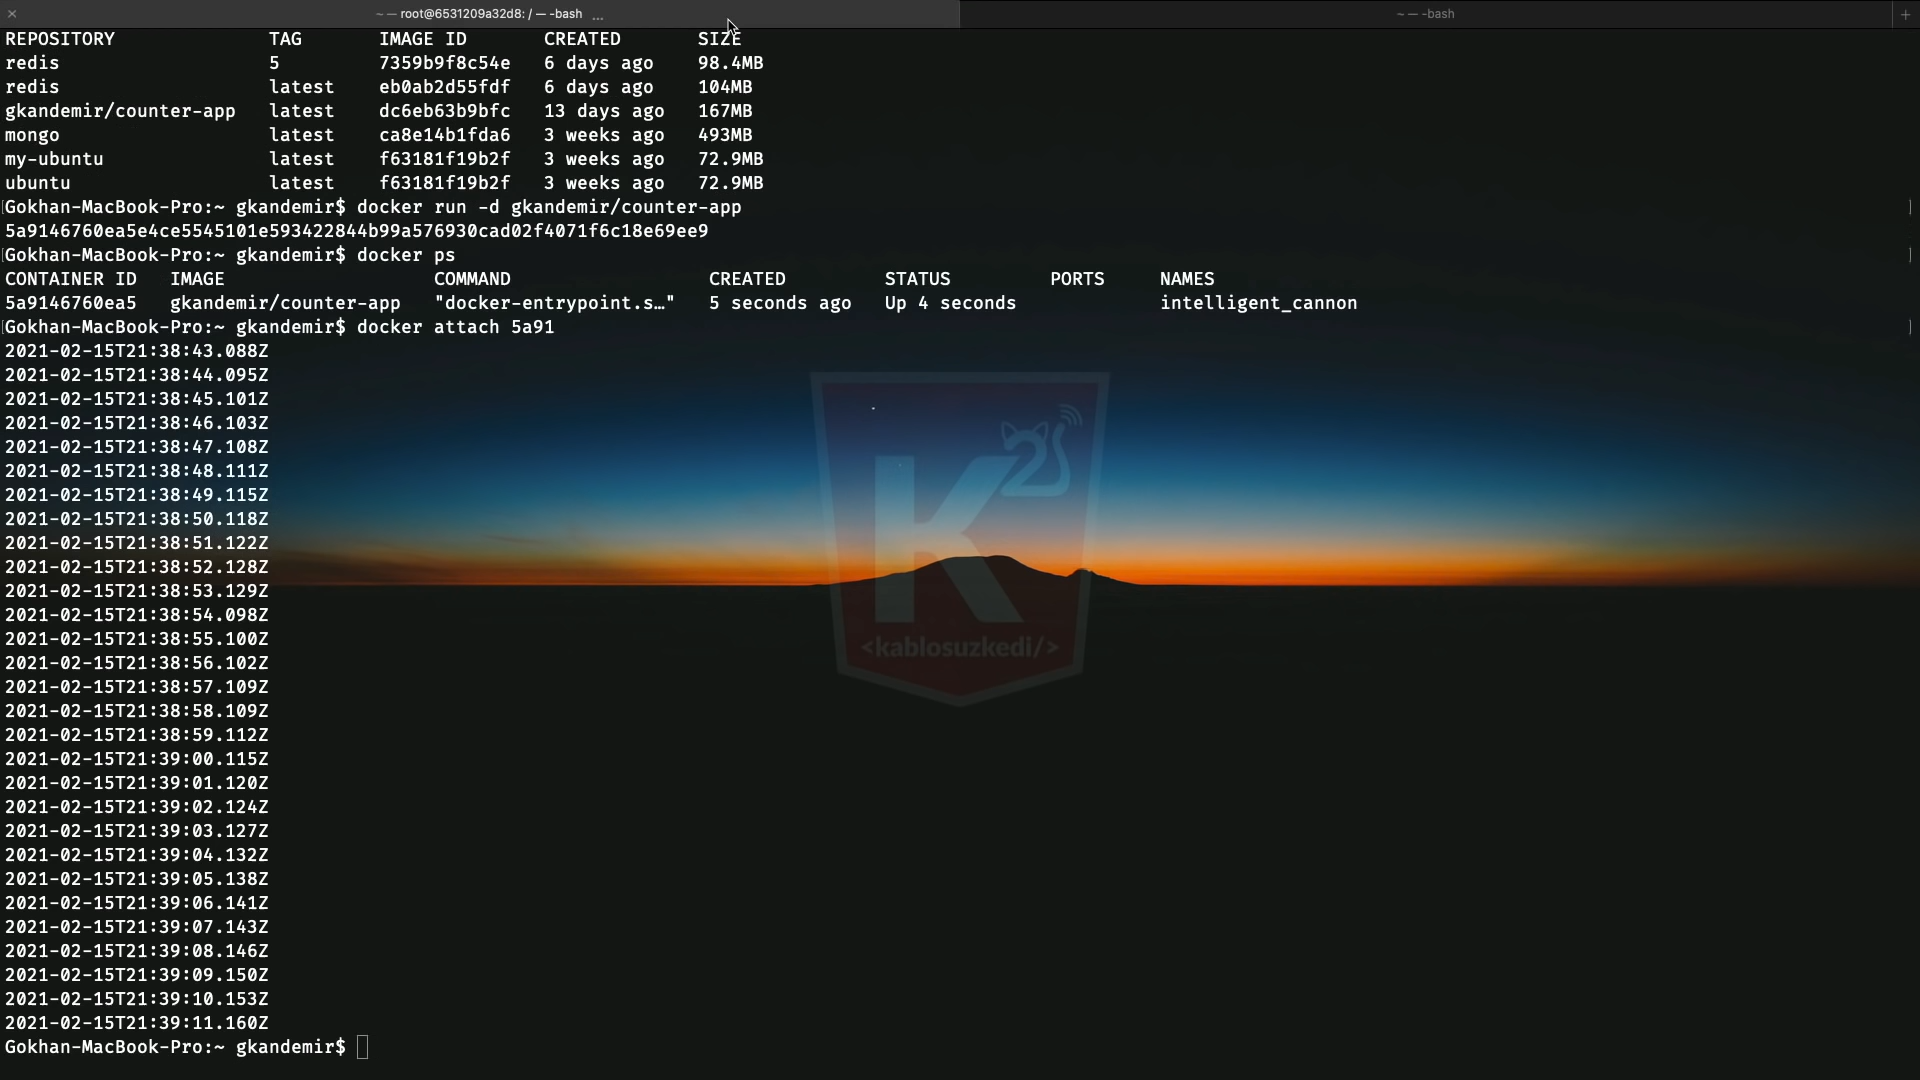 ~ — root@6531209a32d8: / — -bash ...
~ — -bash
REPOSITORY TAG IMAGE ID CREATED SIZE
redis 5 7359b9f8c54e 6 days ago 98.4MB
redis latest eb0ab2d55fdf 6 days ago 104MB
gkandemir/counter-app latest dc6eb63b9bfc 13 days ago 167MB
mongo latest ca8e14b1fda6 3 weeks ago 493MB
my-ubuntu latest f63181f19b2f 3 weeks ago 72.9MB
ubuntu latest f63181f19b2f 3 weeks ago 72.9MB
Gokhan-MacBook-Pro:~ gkandemir$ docker run -d gkandemir/counter-app
5a9146760ea5e4ce5545101e593422844b99a576930cad02f4071f6c18e69ee9
Gokhan-MacBook-Pro:~ gkandemir$ docker ps
CONTAINER ID IMAGE COMMAND CREATED STATUS PORTS NAMES
5a9146760ea5 gkandemir/counter-app "docker-entrypoint.s…" 5 seconds ago Up 4 seconds intelligent_cannon
Gokhan-MacBook-Pro:~ gkandemir$ docker attach 5a91
2021-02-15T21:38:43.088Z
2021-02-15T21:38:44.095Z
2021-02-15T21:38:45.101Z
2021-02-15T21:38:46.103Z
2021-02-15T21:38:47.108Z
2021-02-15T21:38:48.111Z
2021-02-15T21:38:49.115Z
2021-02-15T21:38:50.118Z
2021-02-15T21:38:51.122Z
2021-02-15T21:38:52.128Z
2021-02-15T21:38:53.129Z
2021-02-15T21:38:54.098Z
2021-02-15T21:38:55.100Z
2021-02-15T21:38:56.102Z
2021-02-15T21:38:57.109Z
2021-02-15T21:38:58.109Z
2021-02-15T21:38:59.112Z
2021-02-15T21:39:00.115Z
2021-02-15T21:39:01.120Z
2021-02-15T21:39:02.124Z
2021-02-15T21:39:03.127Z
2021-02-15T21:39:04.132Z
2021-02-15T21:39:05.138Z
2021-02-15T21:39:06.141Z
2021-02-15T21:39:07.143Z
2021-02-15T21:39:08.146Z
2021-02-15T21:39:09.150Z
2021-02-15T21:39:10.153Z
2021-02-15T21:39:11.160Z
Gokhan-MacBook-Pro:~ gkandemir$
K2
<kablosuzkedi/>